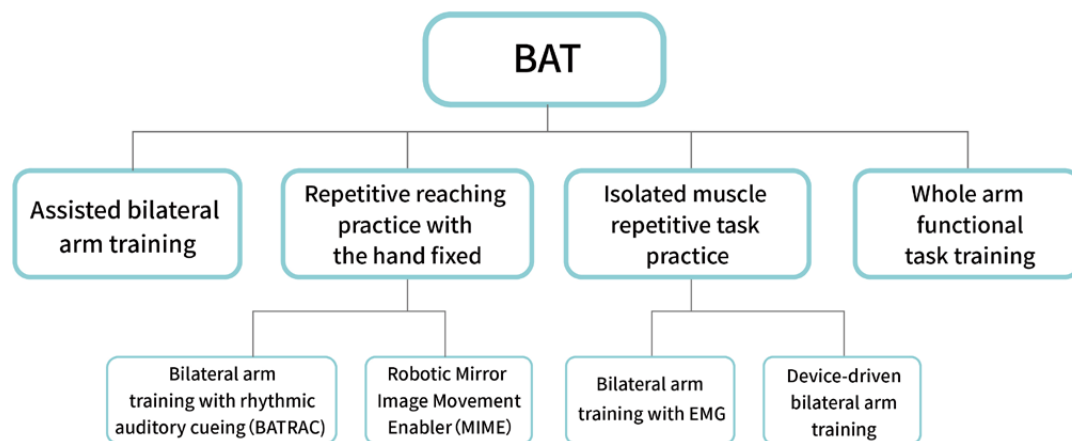 BAT
Assisted bilateral
arm training
Repetitive reaching
practice with
the hand fixed
Isolated muscle
repetitive task
practice
Whole arm
functional
task training
Bilateral arm
training with rhythmic
auditory cueing (BATRAC)
Robotic Mirror
Image Movement
Enabler (MIME)
Bilateral arm
training with EMG
Device-driven
bilateral arm
training